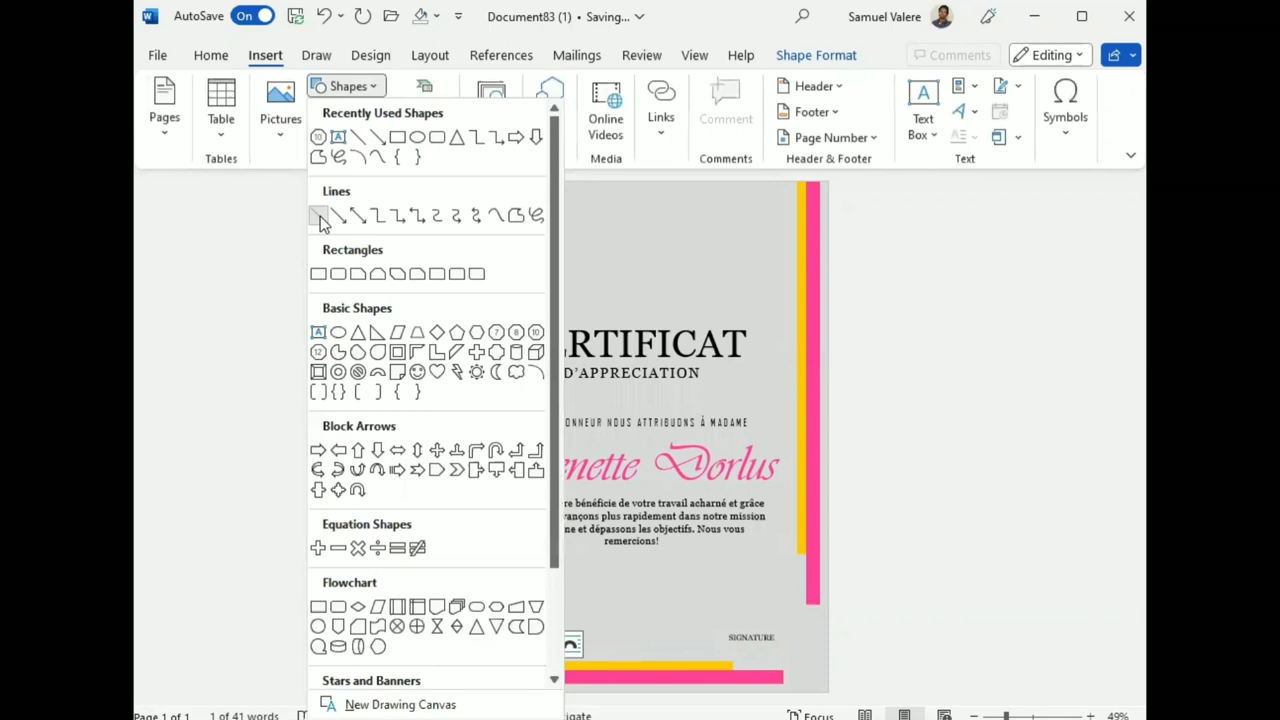 AutoSave On Document83 (1) • Saving... Samuel Valere
File Home Insert Draw Design Layout References Mailings Review View Help Shape Format Comments Editing
Pages
Table
Pictures
Shapes
Online Videos
Links
Comment
Header
Footer
Page Number
Text Box
Symbols
Tables Media Comments Header & Footer Text
Recently Used Shapes
Lines
Rectangles
Basic Shapes
Block Arrows
Equation Shapes
Flowchart
Stars and Banners
New Drawing Canvas
ERTIFICAT
D'APPRECIATION
ONNEUR NOUS ATTRIBUONS À MADAME
nette Dorlus
re bénéficie de votre travail acharné et grâce
ançons plus rapidement dans notre mission
ne et dépassons les objectifs. Nous vous
remercions!
SIGNATURE
Page 1 of 1 1 of 41 words igate Focus 49%